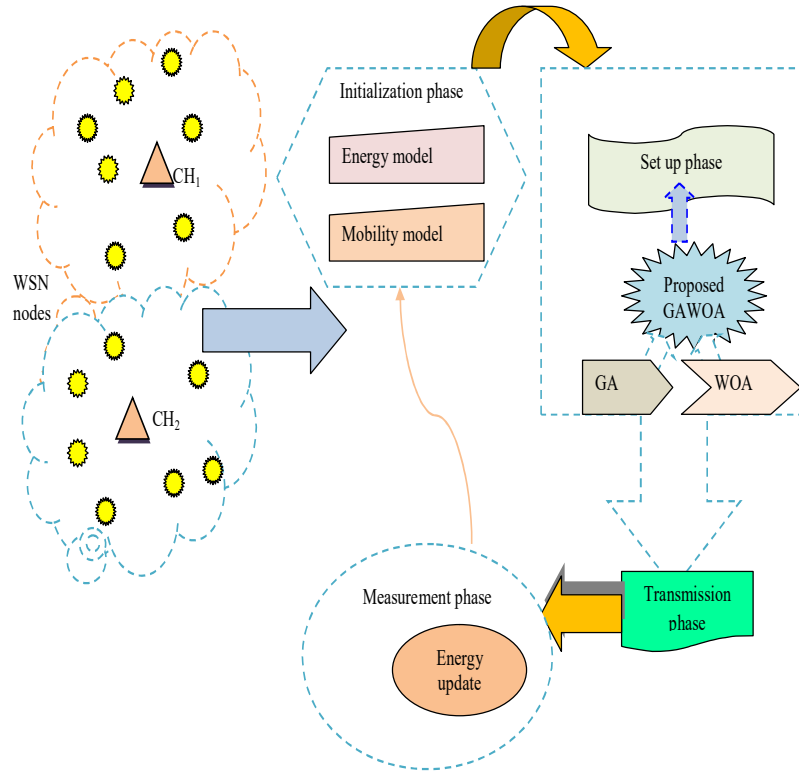 Initialization phase
Energy model
Mobility model
CH1
WSN
nodes
CH2
Set up phase
Proposed
GAWOA
GA
WOA
Transmission
phase
Measurement phase
Energy
update